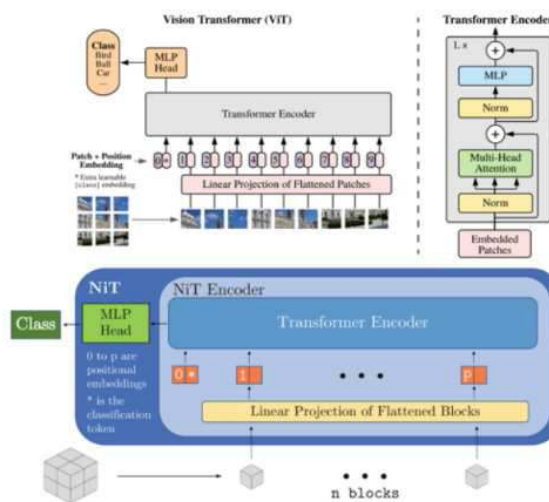 Vision Transformer (ViT)
Class
Bird
Ball
Car
...
MLP
Head
Transformer Encoder
Patch + Position
Embedding
* Extra learnable
[class] embedding
0 * 1 2 3 4 5 6 7 8 9
Linear Projection of Flattened Patches
Transformer Encoder
L x
+
MLP
Norm
+
Multi-Head
Attention
Norm
Embedded
Patches
NiT
NiT Encoder
Class
MLP
Head
Transformer Encoder
0 to p are
positional
embeddings
* is the
classification
token
0 * 1 • • • p
Linear Projection of Flattened Blocks
• • •
n blocks